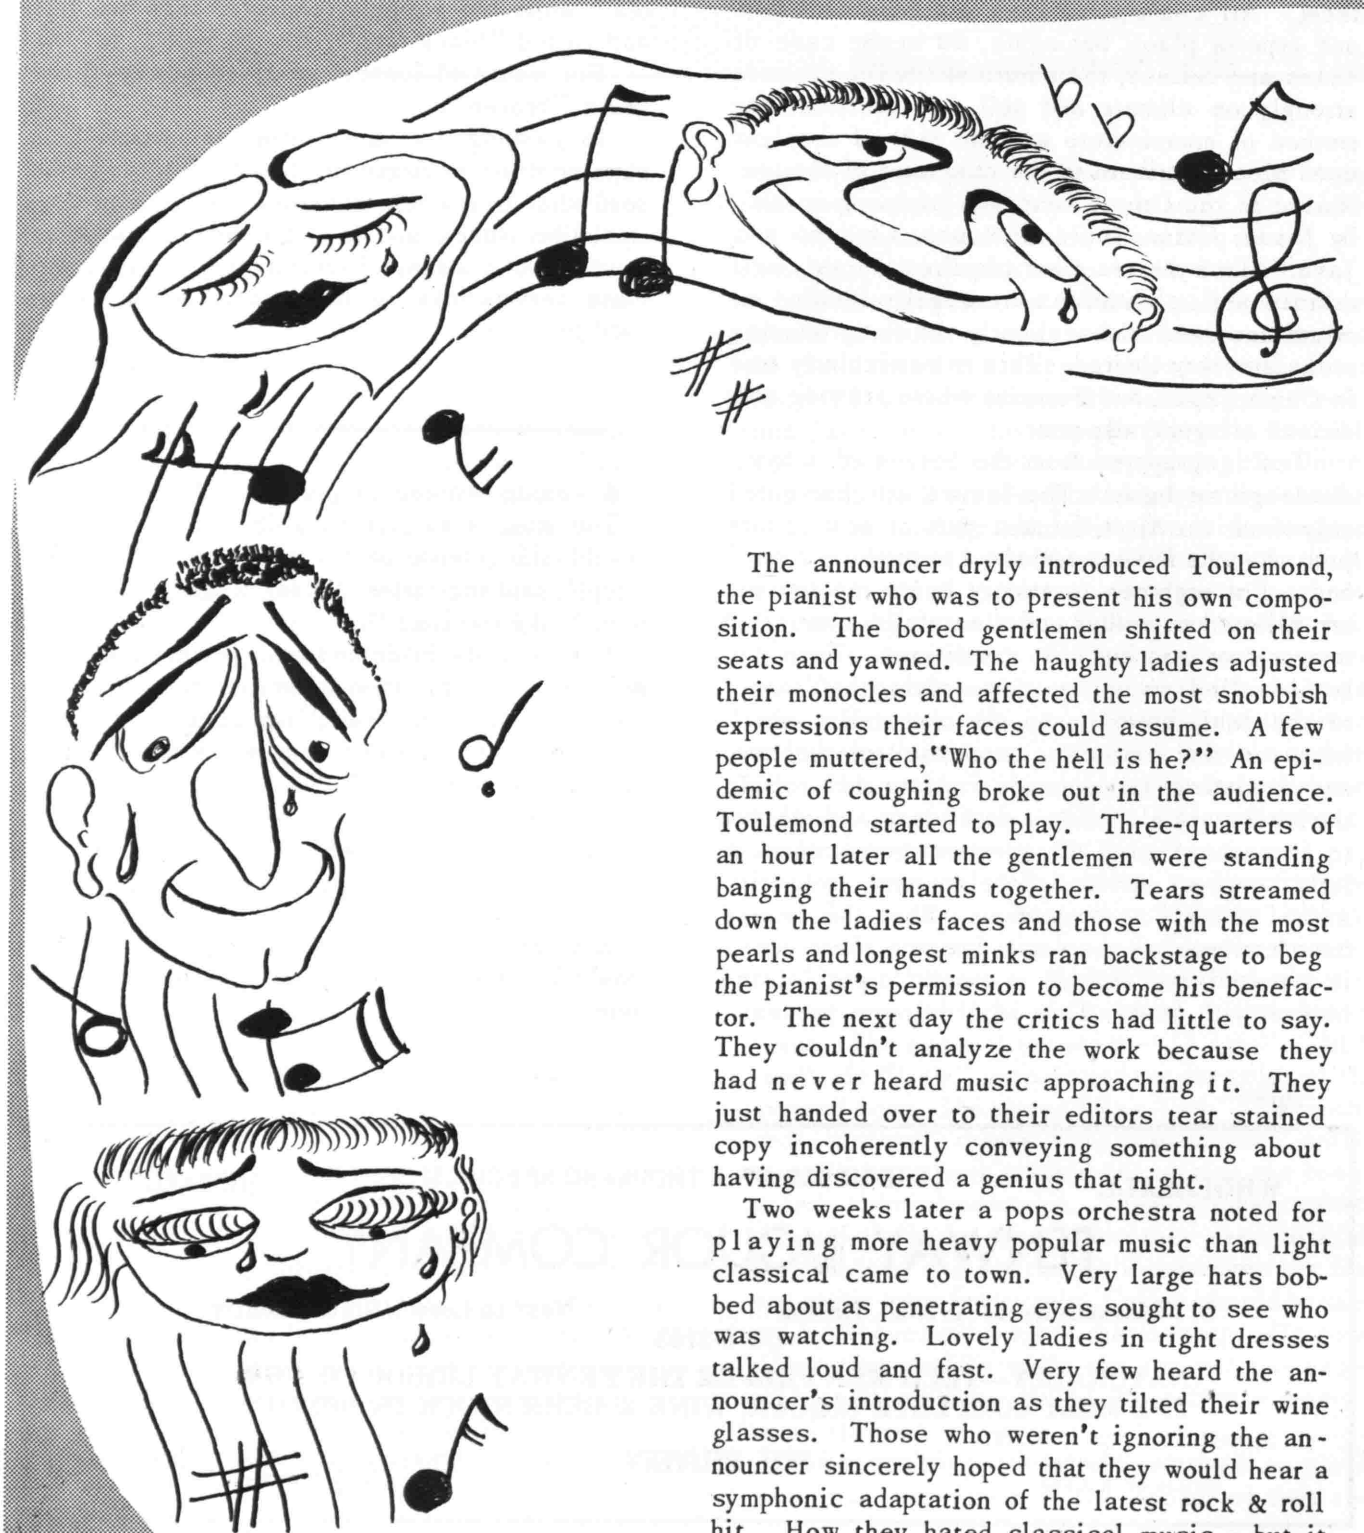 The announcer dryly introduced Toulemond,
the pianist who was to present his own compo-
sition. The bored gentlemen shifted on their
seats and yawned. The haughty ladies adjusted
their monocles and affected the most snobbish
expressions their faces could assume. A few
people muttered, "Who the hell is he?" An epi-
demic of coughing broke out in the audience.
Toulemond started to play. Three-quarters of
an hour later all the gentlemen were standing
banging their hands together. Tears streamed
down the ladies faces and those with the most
pearls and longest minks ran backstage to beg
the pianist's permission to become his benefac-
tor. The next day the critics had little to say.
They couldn't analyze the work because they
had never heard music approaching it. They
just handed over to their editors tear stained
copy incoherently conveying something about
having discovered a genius that night.
Two weeks later a pops orchestra noted for
playing more heavy popular music than light
classical came to town. Very large hats bob-
bed about as penetrating eyes sought to see who
was watching. Lovely ladies in tight dresses
talked loud and fast. Very few heard the an-
nouncer's introduction as they tilted their wine
glasses. Those who weren't ignoring the an-
nouncer sincerely hoped that they would hear a
symphonic adaptation of the latest rock & roll
hit. How they hated classical music, but it